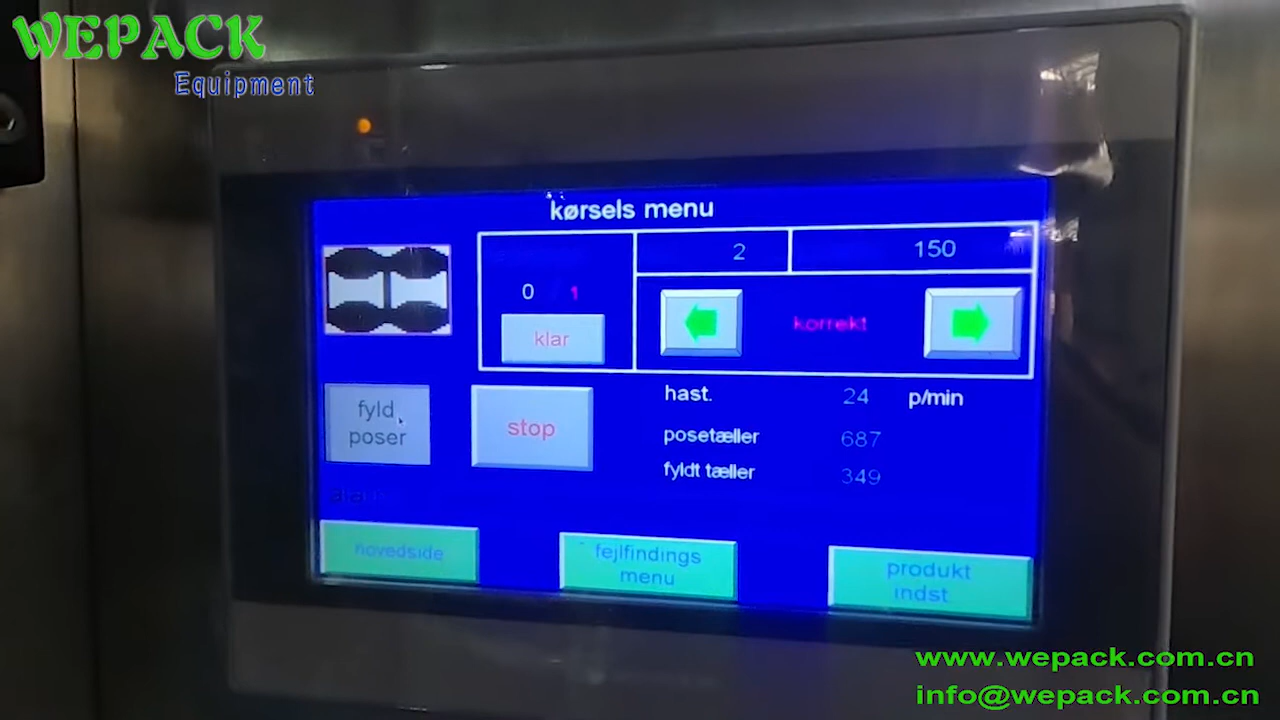 WEPACK
Equipment
kørsels menu
2
150
0 / 1
klar
korrekt
fyld
poser
stop
hast. 24 p/min
posetæller 687
fyldt tæller 349
hovedside
fejlfindings
menu
produkt
indst
www.wepack.com.cn
info@wepack.com.cn